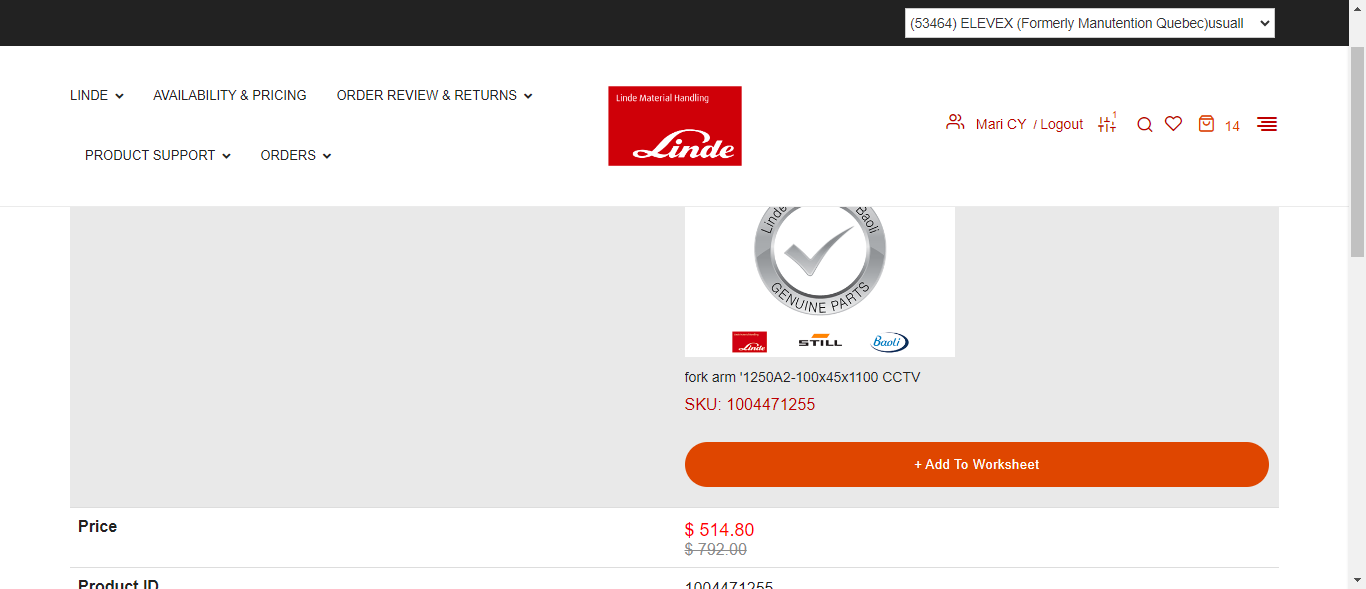 (53464) ELEVEX (Formerly Manutention Quebec)usuall
LINDE
AVAILABILITY & PRICING
ORDER REVIEW & RETURNS
Linde Material Handling
Linde
Mari CY / Logout
1
14
PRODUCT SUPPORT
ORDERS
Linde
Baoli
GENUINE PARTS
Linde
STILL
Baoli
fork arm '1250A2-100x45x1100 CCTV
SKU: 1004471255
+ Add To Worksheet
Price
$ 514.80
$ 792.00
Product ID
1004471255